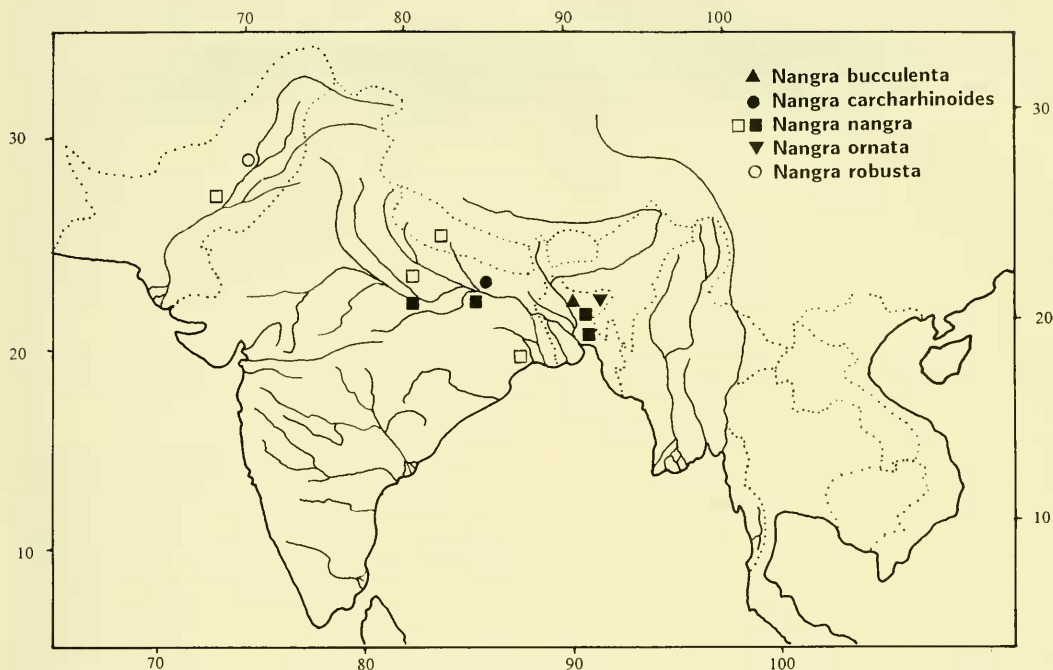 70 80 90 100
▲ Nangra bucculenta
● Nangra carcharhinoides
□ ■ Nangra nangra
▼ Nangra ornata
○ Nangra robusta
30 30
20 20
10 10
70 80 90 100